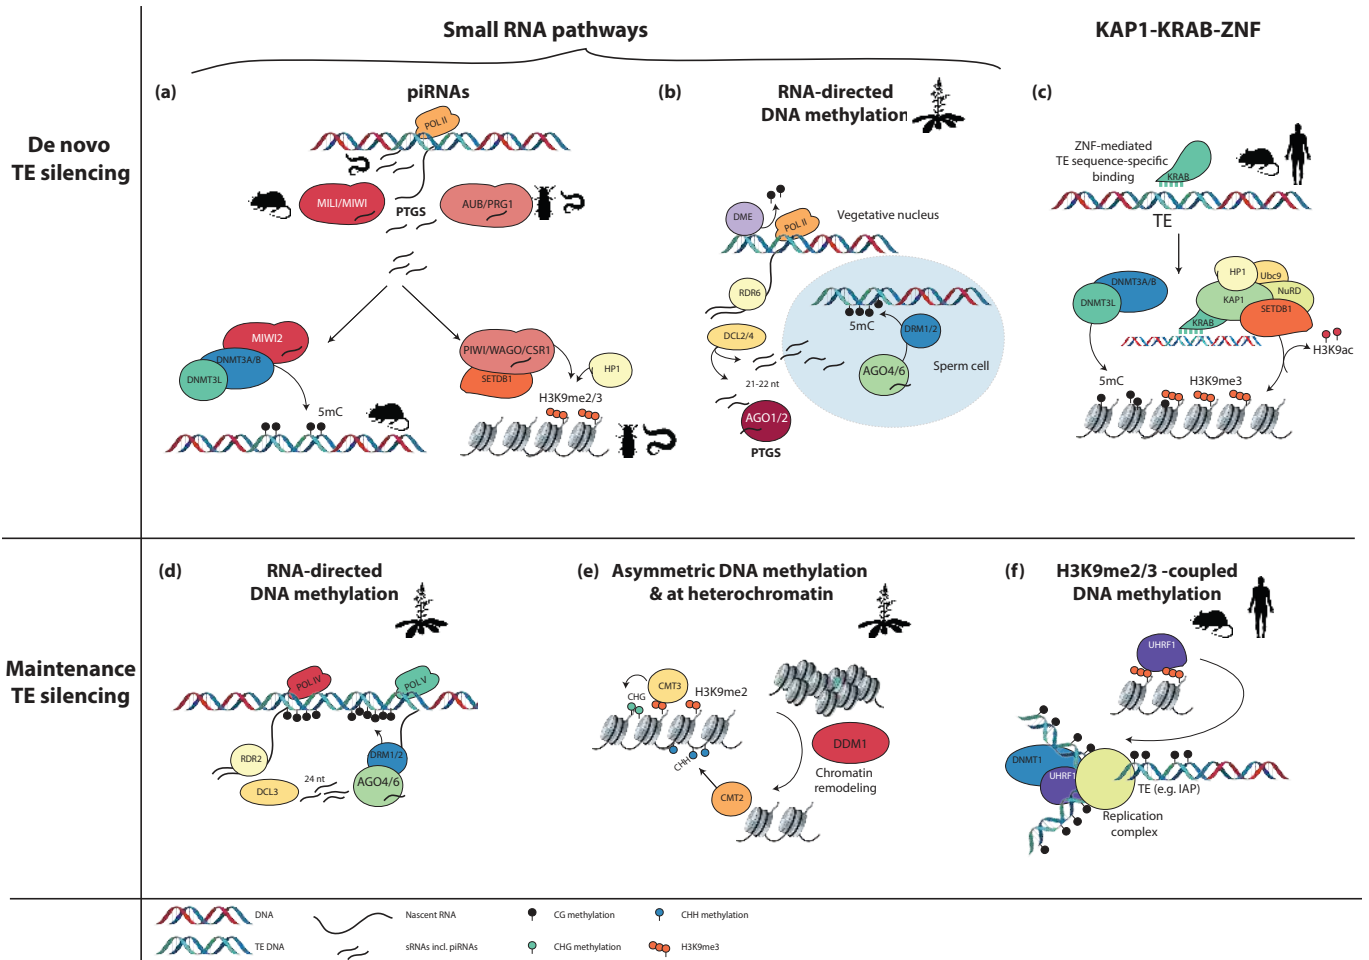 Small RNA pathways
KAP1-KRAB-ZNF
De novo
TE silencing
(a)
piRNAs
POL II
MILI/MIWI
PTGS
AUB/PRG1
MIWI2
DNMT3A/B
DNMT3L
5mC
PIWI/WAGO/CSR1
SETDB1
HP1
H3K9me2/3
(b)
RNA-directed
DNA methylation
DME
POL II
Vegetative nucleus
RDR6
DCL2/4
21-22 nt
AGO1/2
PTGS
5mC
DRM1/2
AGO4/6
Sperm cell
(c)
ZNF-mediated
TE sequence-specific
binding
KRAB
TE
DNMT3A/B
DNMT3L
HP1
Ubc9
KAP1
NuRD
SETDB1
KRAB
H3K9ac
5mC
H3K9me3
Maintenance
TE silencing
(d)
RNA-directed
DNA methylation
POL IV
POL V
RDR2
DCL3
24 nt
DRM1/2
AGO4/6
(e) Asymmetric DNA methylation
& at heterochromatin
CMT3
CHG
H3K9me2
CHH
CMT2
DDM1
Chromatin
remodeling
(f)
H3K9me2/3 -coupled
DNA methylation
UHRF1
DNMT1
UHRF1
TE (e.g. IAP)
Replication
complex
DNA
Nascent RNA
CG methylation
CHH methylation
TE DNA
sRNAs incl. piRNAs
CHG methylation
H3K9me3